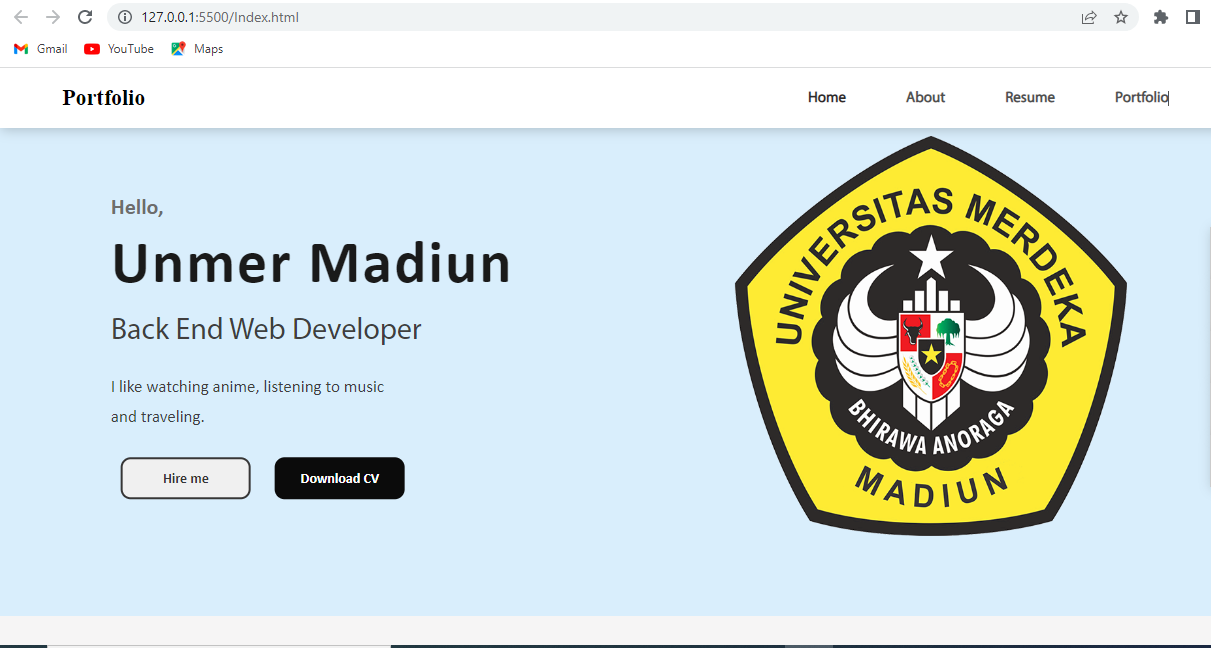 127.0.0.1:5500/Index.html
Gmail YouTube Maps
Portfolio Home About Resume Portfolio
Hello,
Unmer Madiun
Back End Web Developer
I like watching anime, listening to music
and traveling.
Hire me Download CV
UNIVERSITAS MERDEKA
BHIRAWA ANORAGA
MADIUN